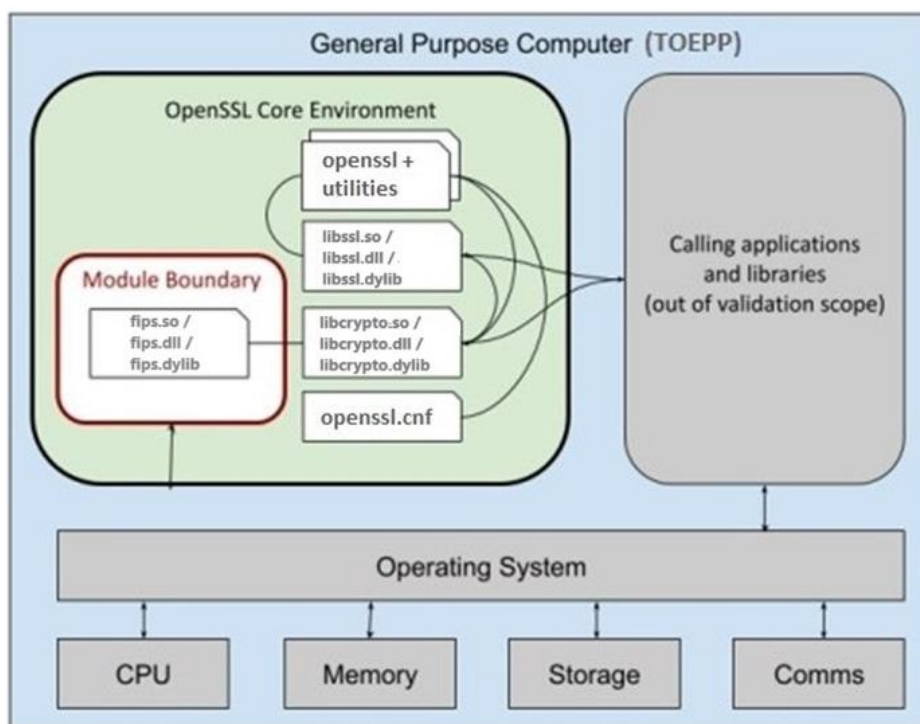 General Purpose Computer (TOEPP)
OpenSSL Core Environment
openssl +
utilities
libssl.so /
libssl.dll /
libssl.dylib
Module Boundary
fips.so /
fips.dll /
fips.dylib
libcrypto.so /
libcrypto.dll /
libcrypto.dylib
openssl.cnf
Calling applications
and libraries
(out of validation scope)
Operating System
CPU
Memory
Storage
Comms